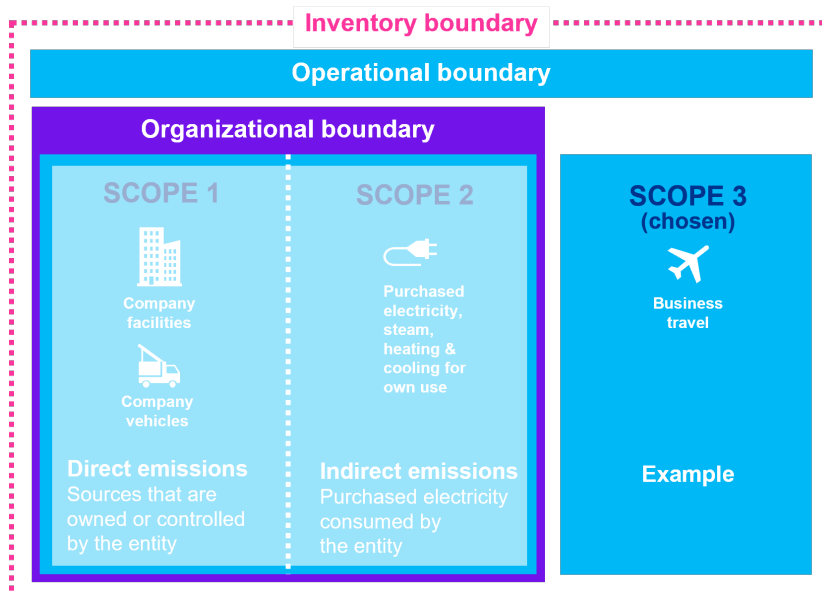 Inventory boundary
Operational boundary
Organizational boundary
SCOPE 1
Company
facilities
Company
vehicles
Direct emissions
Sources that are
owned or controlled
by the entity
SCOPE 2
Purchased
electricity,
steam,
heating &
cooling for
own use
Indirect emissions
Purchased electricity
consumed by
the entity
SCOPE 3
(chosen)
Business
travel
Example